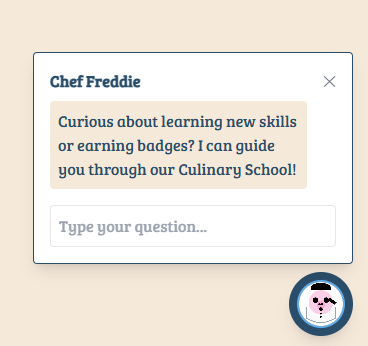 Chef Freddie
Curious about learning new skills
or earning badges? I can guide
you through our Culinary School!
Type your question...